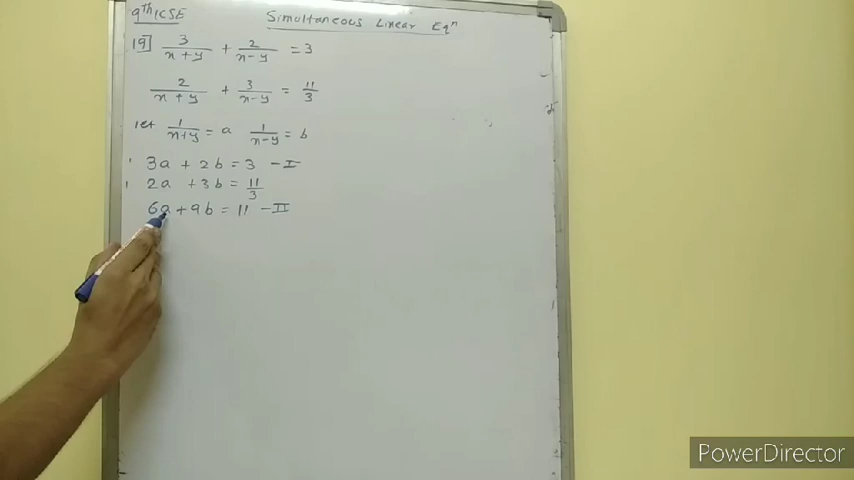 9th ICSE
Simultaneous Linear Eqn
19] 3/(x+y) + 2/(x-y) = 3
2/(x+y) + 3/(x-y) = 11/3
let 1/(x+y) = a 1/(x-y) = b
3a + 2b = 3 - I
2a + 3b = 11/3
6a + 9b = 11 - II
PowerDirector